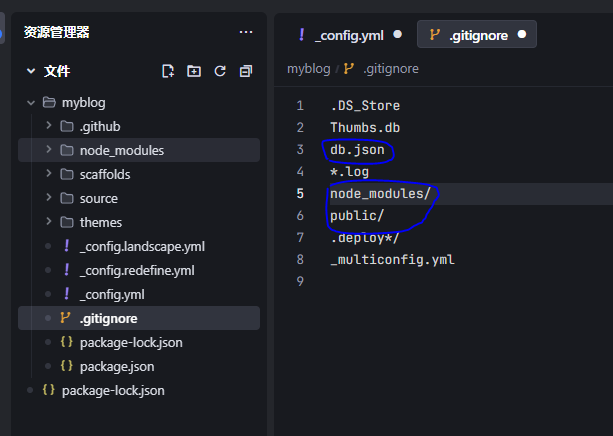 资源管理器
文件
myblog
.github
node_modules
scaffolds
source
themes
_config.landscape.yml
_config.redefine.yml
_config.yml
.gitignore
package-lock.json
package.json
package-lock.json
_config.yml
.gitignore
myblog / .gitignore
1 .DS_Store
2 Thumbs.db
3 db.json
4 *.log
5 node_modules/
6 public/
7 .deploy*/
8 _multiconfig.yml
9